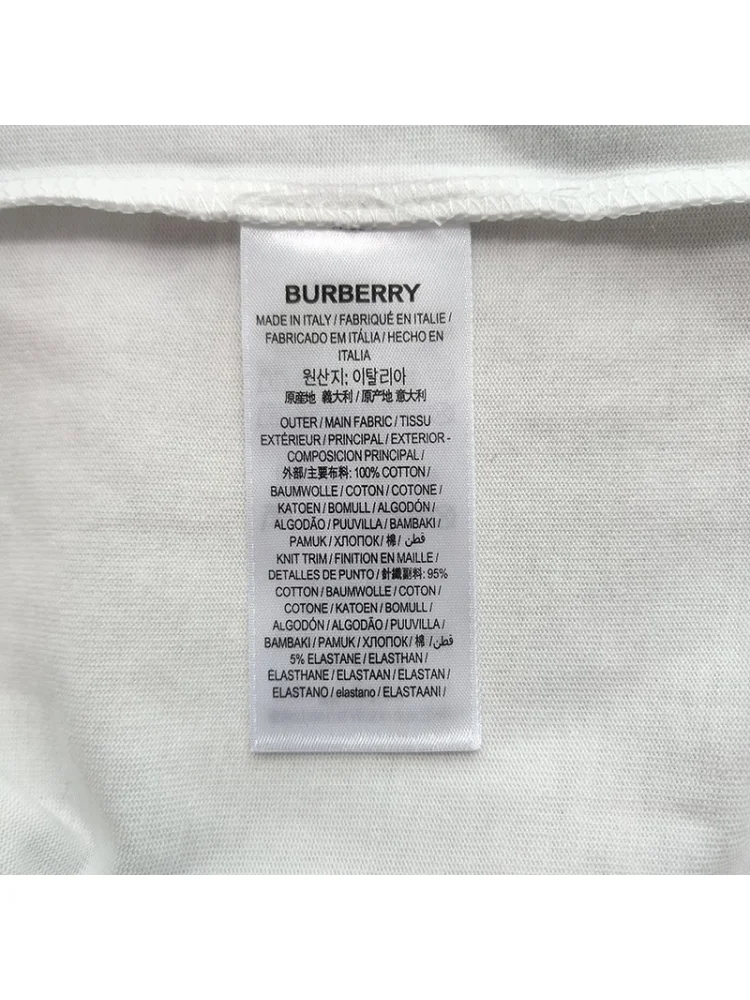 BURBERRY
MADE IN ITALY / FABRIQUÉ EN ITALIE /
FABRICADO EM ITÁLIA / HECHO EN
ITALIA
원산지: 이탈리아
原産地 義大利 / 原产地 意大利
OUTER / MAIN FABRIC / TISSU
EXTÉRIEUR / PRINCIPAL / EXTERIOR -
COMPOSICION PRINCIPAL /
外部/主要布料: 100% COTTON /
BAUMWOLLE / COTON / COTONE /
KATOEN / BOMULL / ALGODÓN /
ALGODÃO / PUUVILLA / BAMBAKI /
PAMUK / ХЛОПОК / 棉 / قطن
KNIT TRIM / FINITION EN MAILLE /
DETALLES DE PUNTO / 針織副料: 95%
COTTON / BAUMWOLLE / COTON /
COTONE / KATOEN / BOMULL /
ALGODÓN / ALGODÃO / PUUVILLA /
BAMBAKI / PAMUK / ХЛОПОК / 棉 / قطن/
5% ELASTANE / ELASTHAN /
ÉLASTHANE / ELASTAAN / ELASTAN /
ELASTANO / elastano / ELASTAANI /